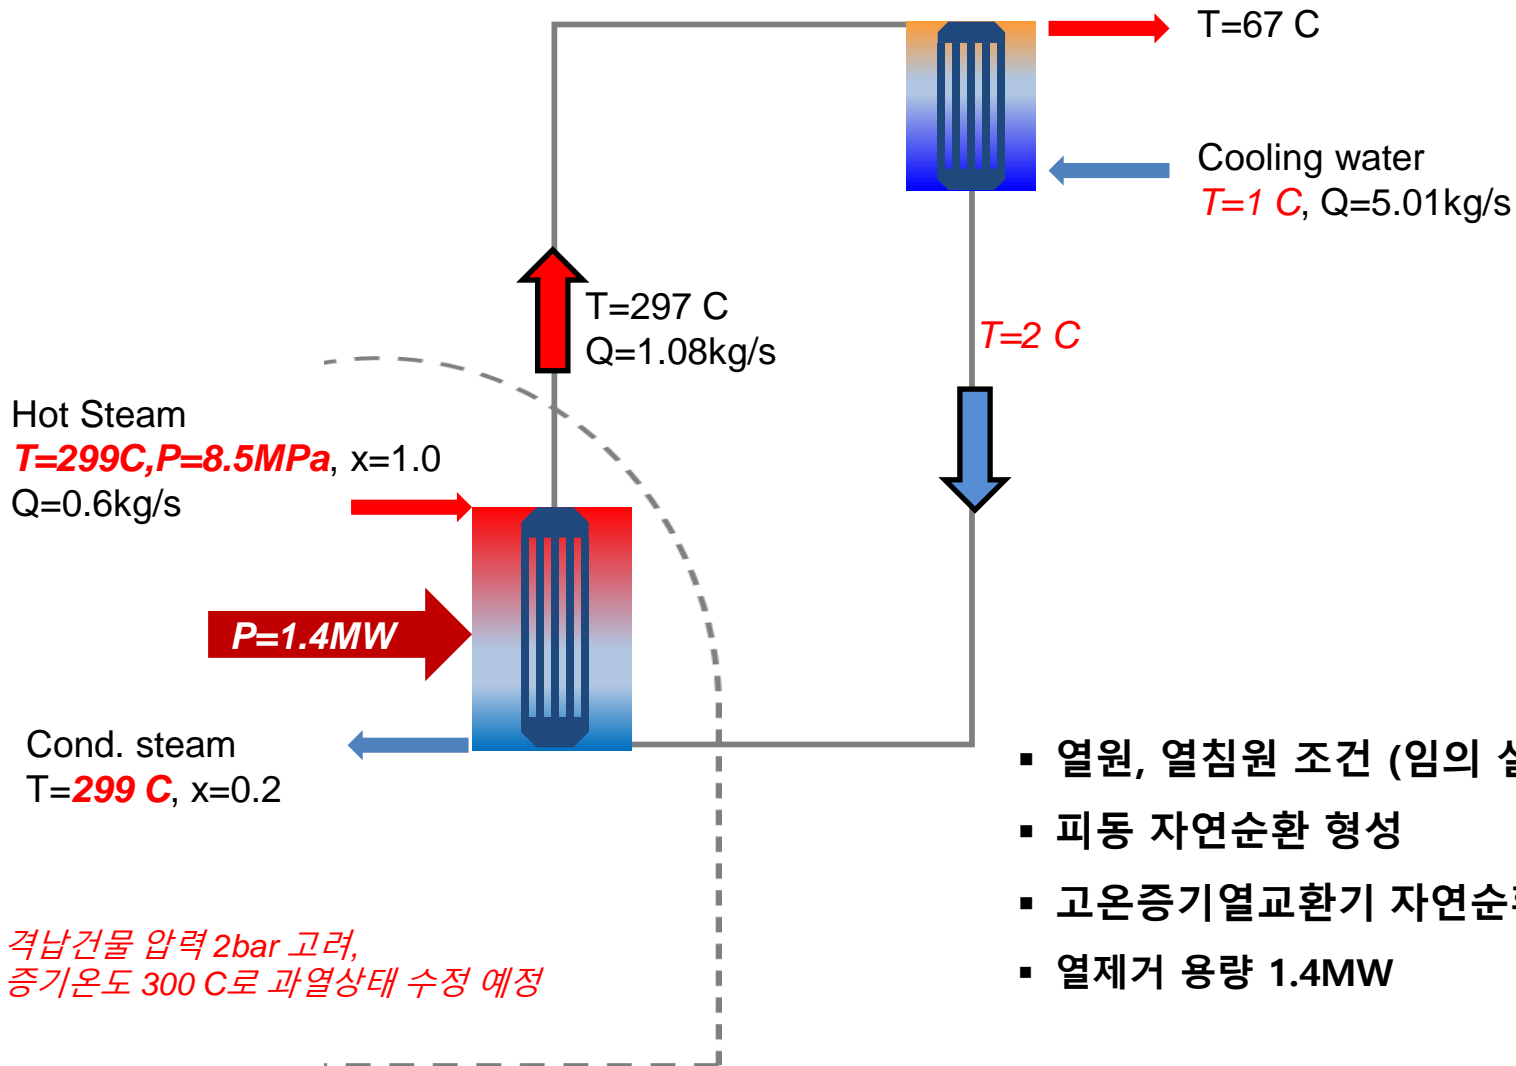 T=67 C
Cooling water
T=1 C, Q=5.01kg/s
T=297 C
Q=1.08kg/s
T=2 C
Hot Steam
T=299C,P=8.5MPa, x=1.0
Q=0.6kg/s
P=1.4MW
Cond. steam
T=299 C, x=0.2
▪ 열원, 열침원 조건 (임의
▪ 피동 자연순환 형성
▪ 고온증기열교환기
▪ 열제거 용량 1.4MW
격납건물 압력 2bar 고려,
증기온도 300 C로 과열상태 수정 예정